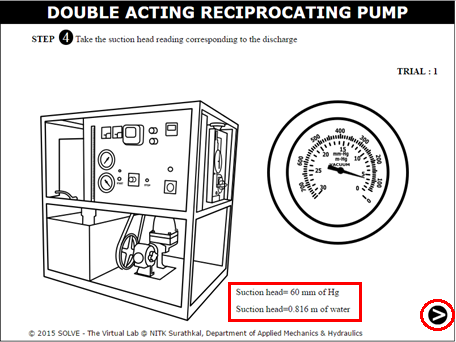 DOUBLE ACTING RECIPROCATING PUMP
STEP 4 Take the suction head reading corresponding to the discharge
TRIAL : 1
700 600 500 400 300 200 100 0
30 25 20 15 10 5 0
mm-Hg
VACUUM
Suction head= 60 mm of Hg
Suction head=0.816 m of water
© 2015 SOLVE - The Virtual Lab @ NITK Surathkal, Department of Applied Mechanics & Hydraulics